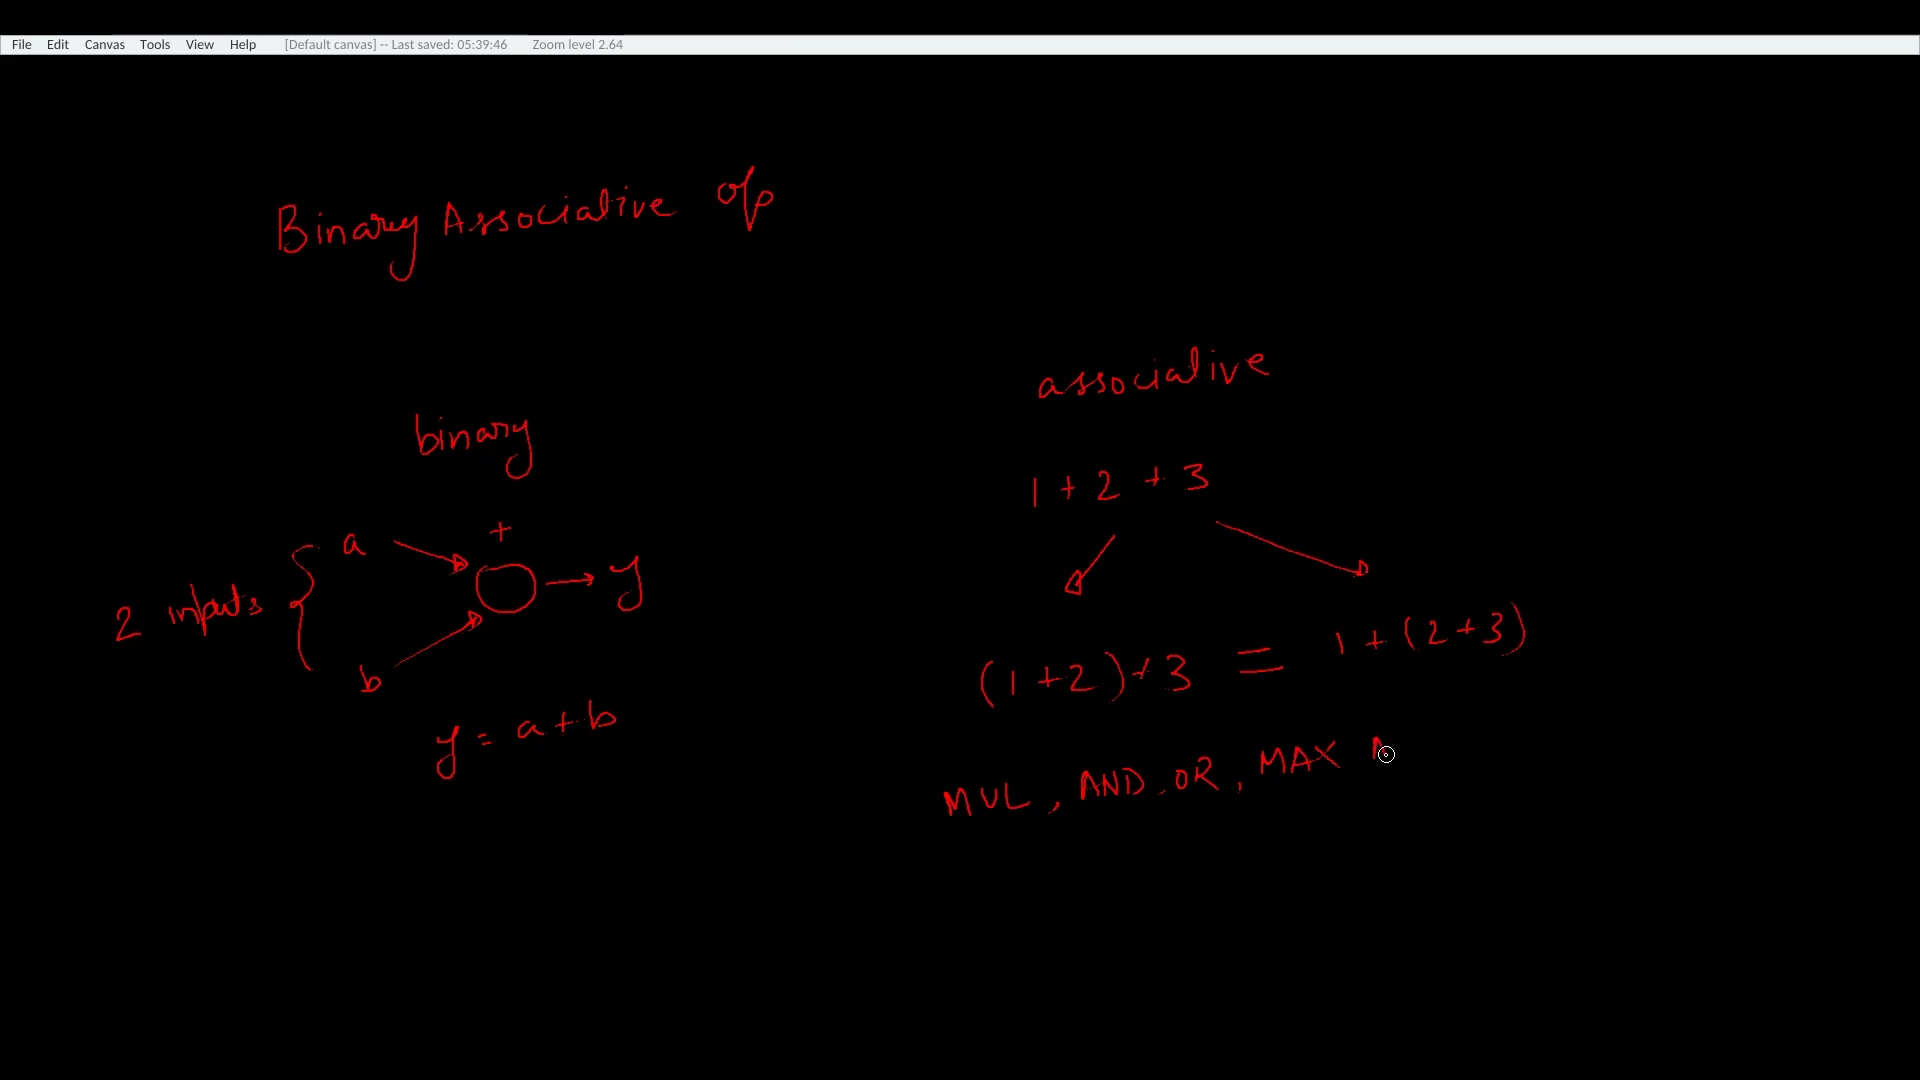 File Edit Canvas Tools View Help [Default canvas] -- Last saved: 05:39:46 Zoom level 2.64
Binary Associative Op
binary
+
a
2 inputs
y
b
y = a + b
associative
1 + 2 + 3
(1 + 2) + 3 = 1 + (2 + 3)
MUL, AND, OR, MAX